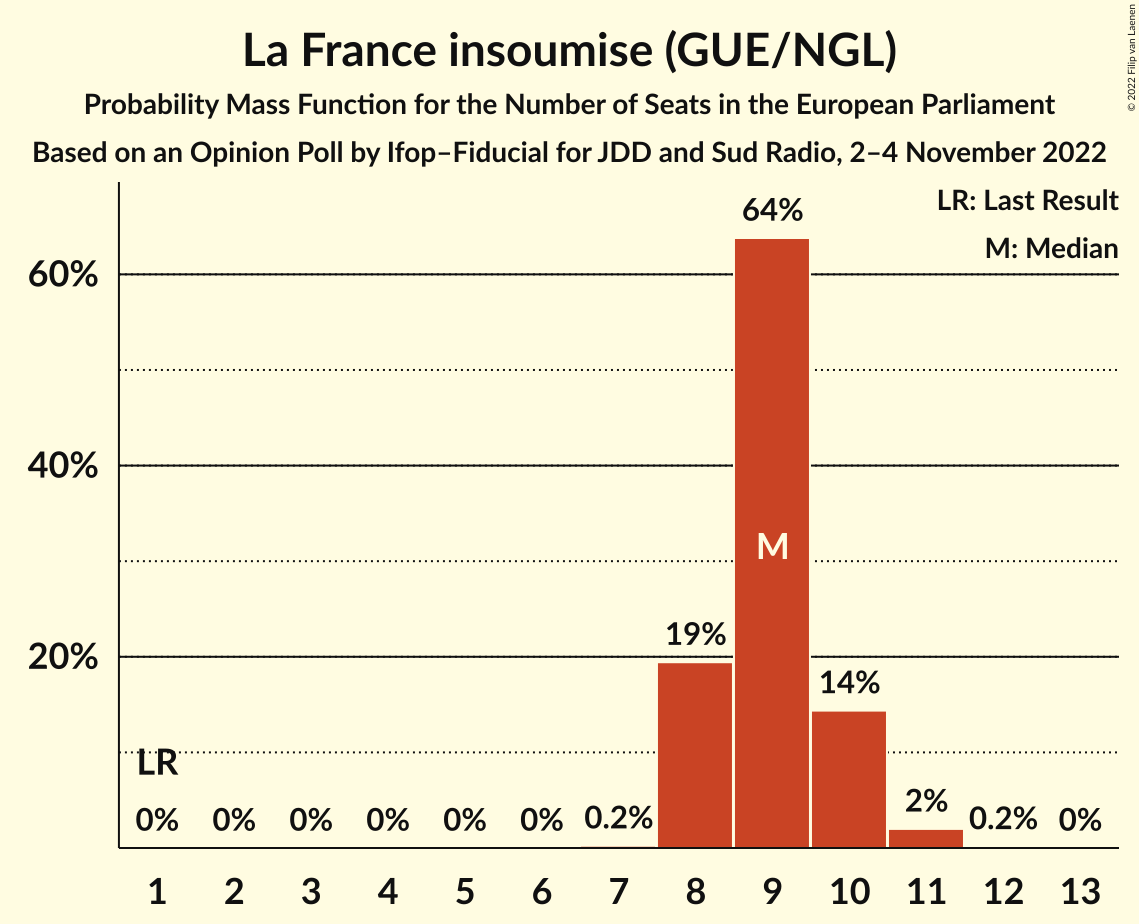 La France insoumise (GUE/NGL)
Probability Mass Function for the Number of Seats in the European Parliament
Based on an Opinion Poll by Ifop–Fiducial for JDD and Sud Radio, 2–4 November 2022
© 2022 Filip van Laenen
LR: Last Result
M: Median
64%
60%
40%
M
19%
20%
14%
LR
0% 0% 0% 0% 0% 0% 0.2% 2% 0.2% 0%
1 2 3 4 5 6 7 8 9 10 11 12 13